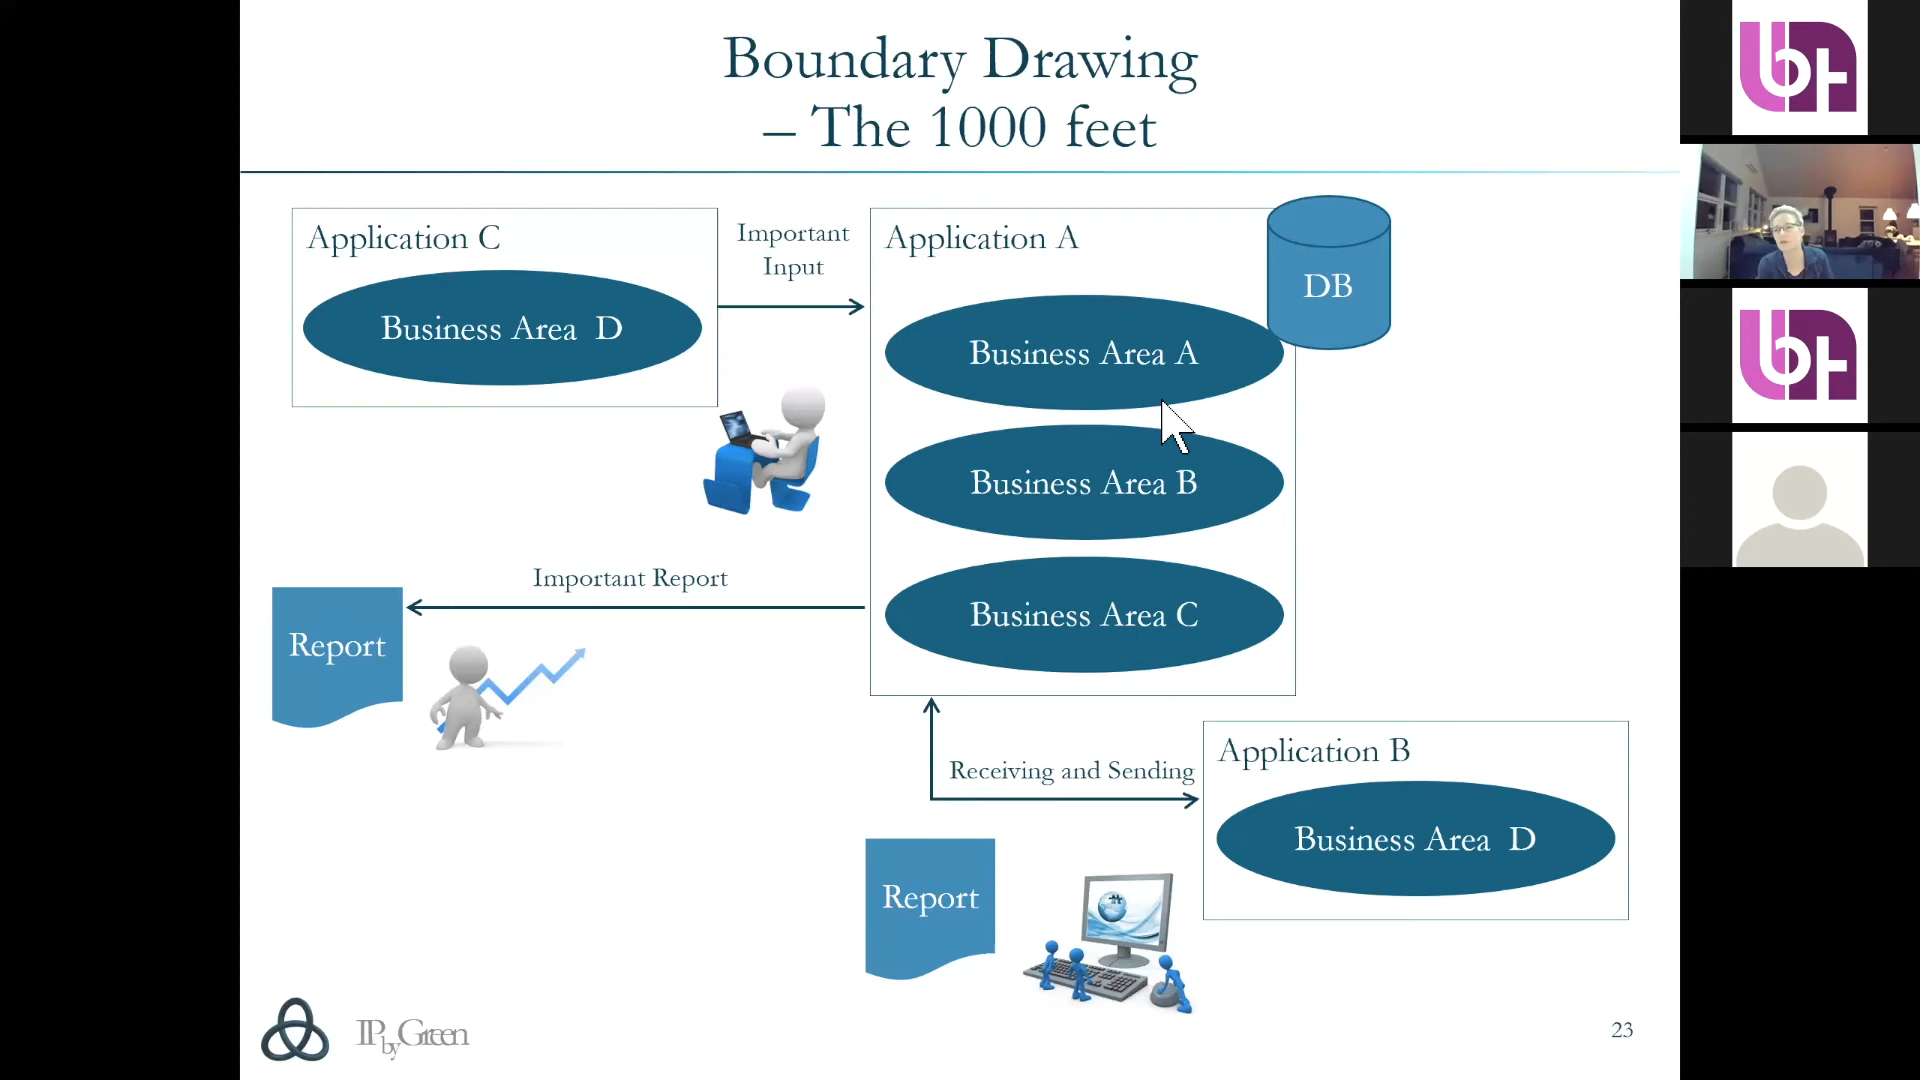 Boundary Drawing
– The 1000 feet
Application C
Business Area D
Important
Input
Application A
DB
Business Area A
Business Area B
Business Area C
Important Report
Report
Receiving and Sending
Application B
Business Area D
Report
IP by Green
23